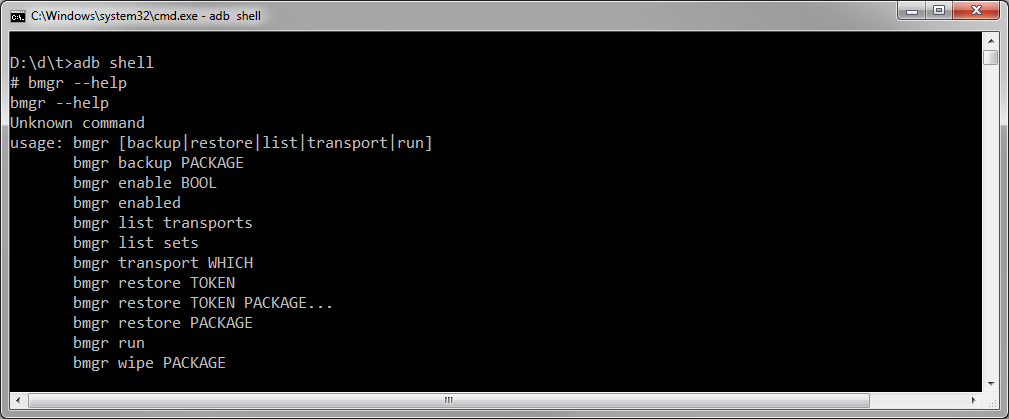 C:\Windows\system32\cmd.exe - adb  shell
D:\d\t>adb shell
# bmgr --help
bmgr --help
Unknown command
usage: bmgr [backup|restore|list|transport|run]
       bmgr backup PACKAGE
       bmgr enable BOOL
       bmgr enabled
       bmgr list transports
       bmgr list sets
       bmgr transport WHICH
       bmgr restore TOKEN
       bmgr restore TOKEN PACKAGE...
       bmgr restore PACKAGE
       bmgr run
       bmgr wipe PACKAGE